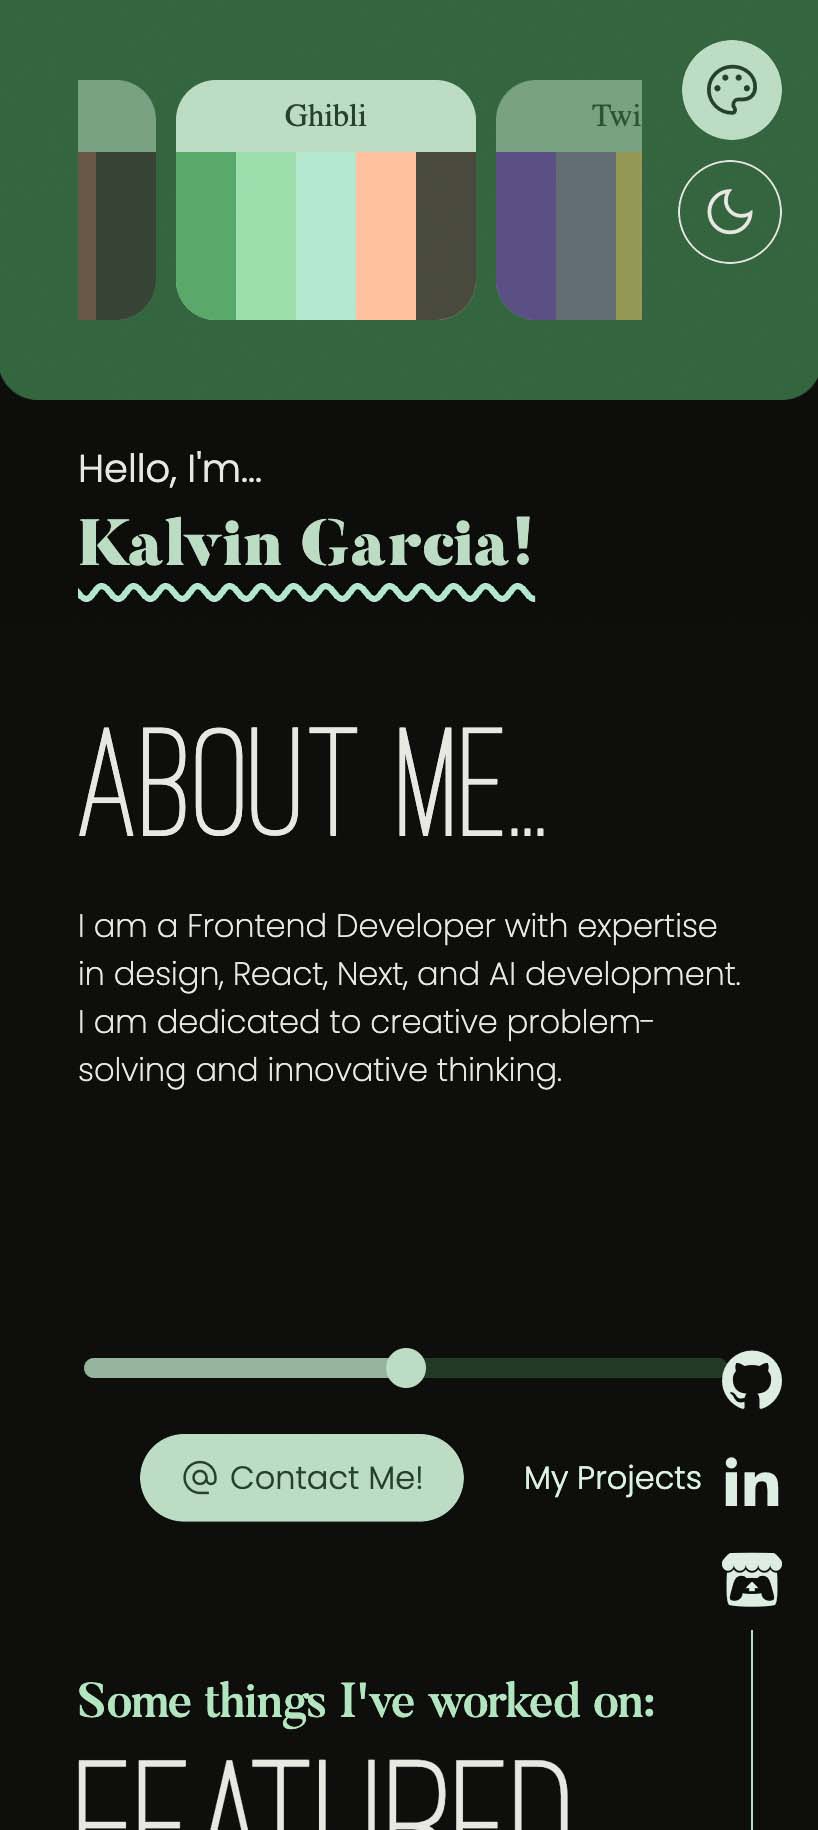 Ghibli
Twi
Hello, I'm...
Kalvin Garcia!
ABOUT ME...
I am a Frontend Developer with expertise
in design, React, Next, and AI development.
I am dedicated to creative problem-
solving and innovative thinking.
Contact Me!
My Projects
in
Some things I've worked on:
FEATURED